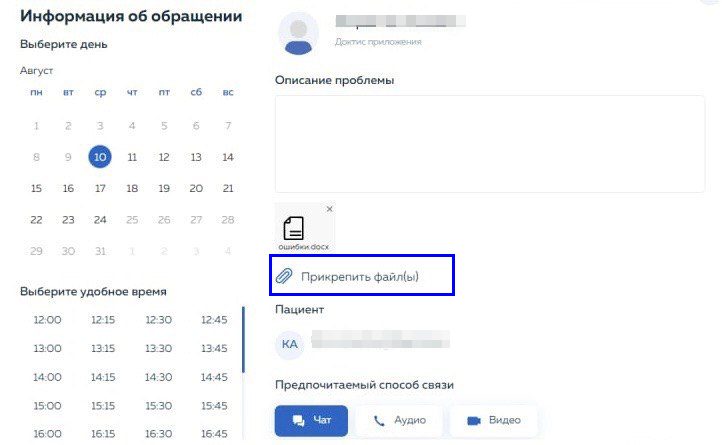 Информация об обращении
Выберите день
Август
пн вт ср чт пт сб вс
1 2 3 4 5 6 7
8 9 10 11 12 13 14
15 16 17 18 19 20 21
22 23 24 25 26 27 28
29 30 31 1 2 3 4
Выберите удобное время
12:00 12:15 12:30 12:45
13:00 13:15 13:30 13:45
14:00 14:15 14:30 14:45
15:00 15:15 15:30 15:45
16:00 16:15 16:30 16:45
Доктис приложения
Описание проблемы
ошибки.docx
Прикрепить файл(ы)
Пациент
КА
Предпочитаемый способ связи
Чат Аудио Видео